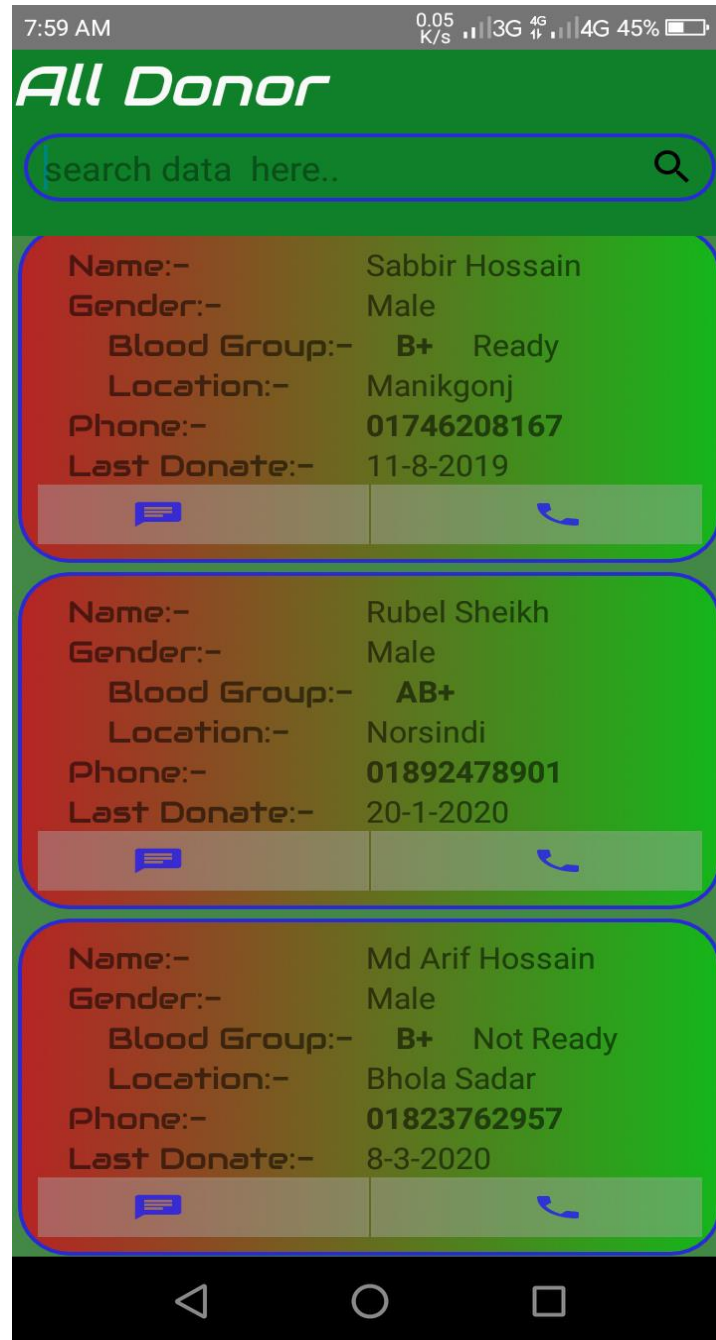 7:59 AM 0.05 K/s 3G 4G 4G 45%
All Donor
search data here..
Name:- Sabbir Hossain
Gender:- Male
Blood Group:- B+ Ready
Location:- Manikgonj
Phone:- 01746208167
Last Donate:- 11-8-2019
Name:- Rubel Sheikh
Gender:- Male
Blood Group:- AB+
Location:- Norsindi
Phone:- 01892478901
Last Donate:- 20-1-2020
Name:- Md Arif Hossain
Gender:- Male
Blood Group:- B+ Not Ready
Location:- Bhola Sadar
Phone:- 01823762957
Last Donate:- 8-3-2020